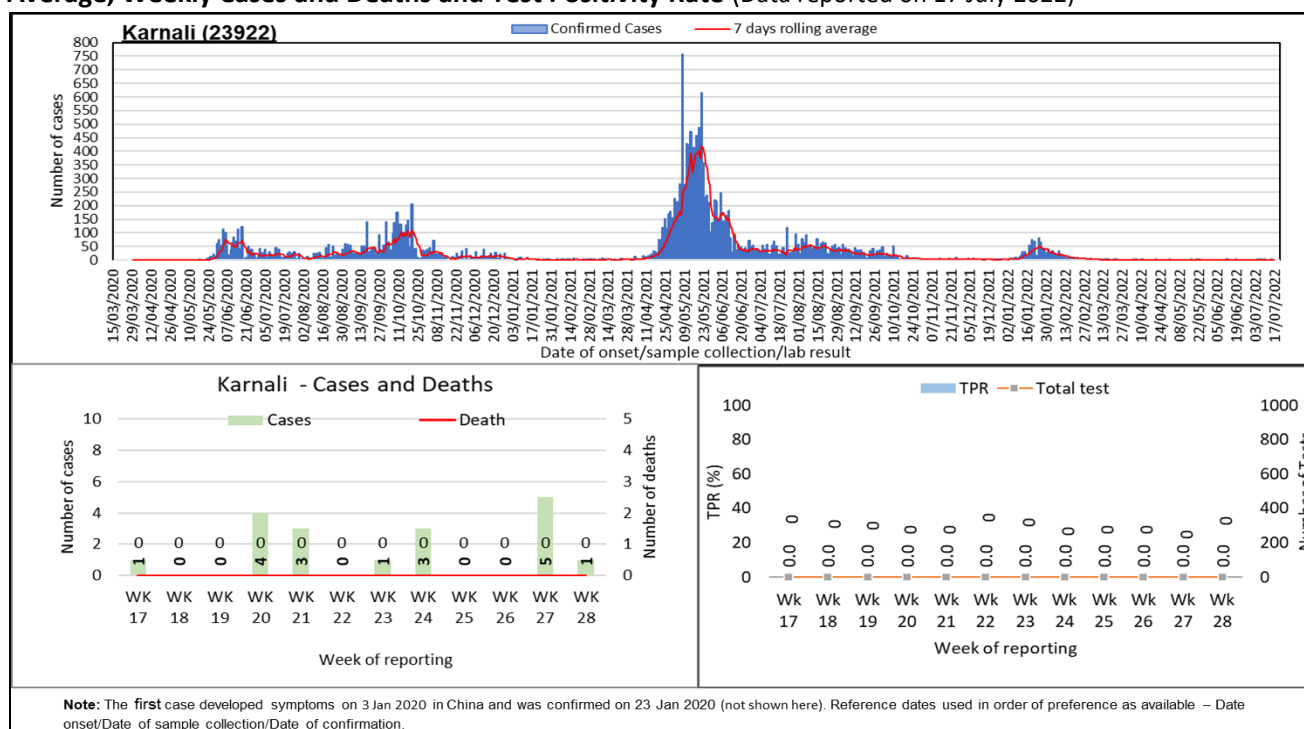 Average, Weekly Cases and Deaths and Test Positivity Rate (Data reported on 17 July 2022)
Karnali (23922)
Confirmed Cases 7 days rolling average
Number of cases
800
750
700
650
600
550
500
450
400
350
300
250
200
150
100
50
0
15/03/2020 29/03/2020 12/04/2020 26/04/2020 10/05/2020 24/05/2020 07/06/2020 21/06/2020 05/07/2020 19/07/2020 02/08/2020 16/08/2020 30/08/2020 13/09/2020 27/09/2020 11/10/2020 25/10/2020 08/11/2020 22/11/2020 06/12/2020 20/12/2020 03/01/2021 17/01/2021 31/01/2021 14/02/2021 28/02/2021 14/03/2021 28/03/2021 11/04/2021 25/04/2021 09/05/2021 23/05/2021 06/06/2021 20/06/2021 04/07/2021 18/07/2021 01/08/2021 15/08/2021 29/08/2021 12/09/2021 26/09/2021 10/10/2021 24/10/2021 07/11/2021 21/11/2021 05/12/2021 19/12/2021 02/01/2022 16/01/2022 30/01/2022 13/02/2022 27/02/2022 13/03/2022 27/03/2022 10/04/2022 24/04/2022 08/05/2022 22/05/2022 05/06/2022 19/06/2022 03/07/2022 17/07/2022
Date of onset/sample collection/lab result
Karnali - Cases and Deaths
Cases Death
Number of cases
10
8
6
4
2
0
0 0 0 0 0 0 0 0 0 0 0 0
1 0 0 4 3 0 1 3 0 0 5 1
5
4
3
2
1
0
Number of deaths
WK WK WK WK WK WK WK WK WK WK WK WK
17 18 19 20 21 22 23 24 25 26 27 28
Week of reporting
TPR Total test
TPR (%)
100
80
60
40
20
0
0 0 0 0 0 0 0 0 0 0 0 0
0.0 0.0 0.0 0.0 0.0 0.0 0.0 0.0 0.0 0.0 0.0 0.0
1000
800
600
400
200
0
Number of Tests
Wk Wk Wk Wk Wk Wk Wk Wk Wk Wk Wk Wk
17 18 19 20 21 22 23 24 25 26 27 28
Week of reporting
Note: The first case developed symptoms on 3 Jan 2020 in China and was confirmed on 23 Jan 2020 (not shown here). Reference dates used in order of preference as available – Date
onset/Date of sample collection/Date of confirmation.